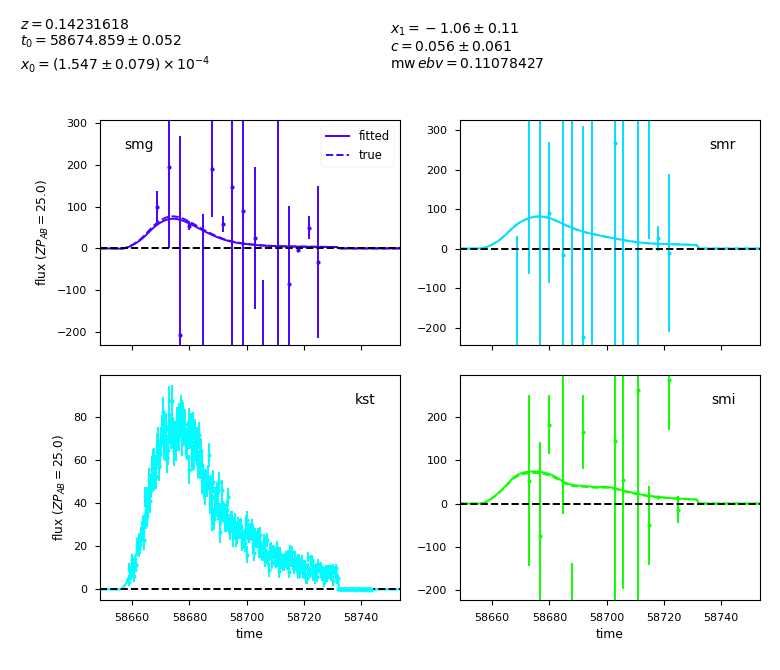 z = 0.14231618
t₀ = 58674.859 ± 0.052
x₀ = (1.547 ± 0.079) × 10⁻⁴
x₁ = −1.06 ± 0.11
c = 0.056 ± 0.061
mw ebv = 0.11078427
smg
fitted
true
300
200
100
0
−100
−200
flux (ZP_AB = 25.0)
smr
300
200
100
0
−100
−200
kst
80
60
40
20
0
flux (ZP_AB = 25.0)
58660 58680 58700 58720 58740
time
smi
200
100
0
−100
−200
58660 58680 58700 58720 58740
time